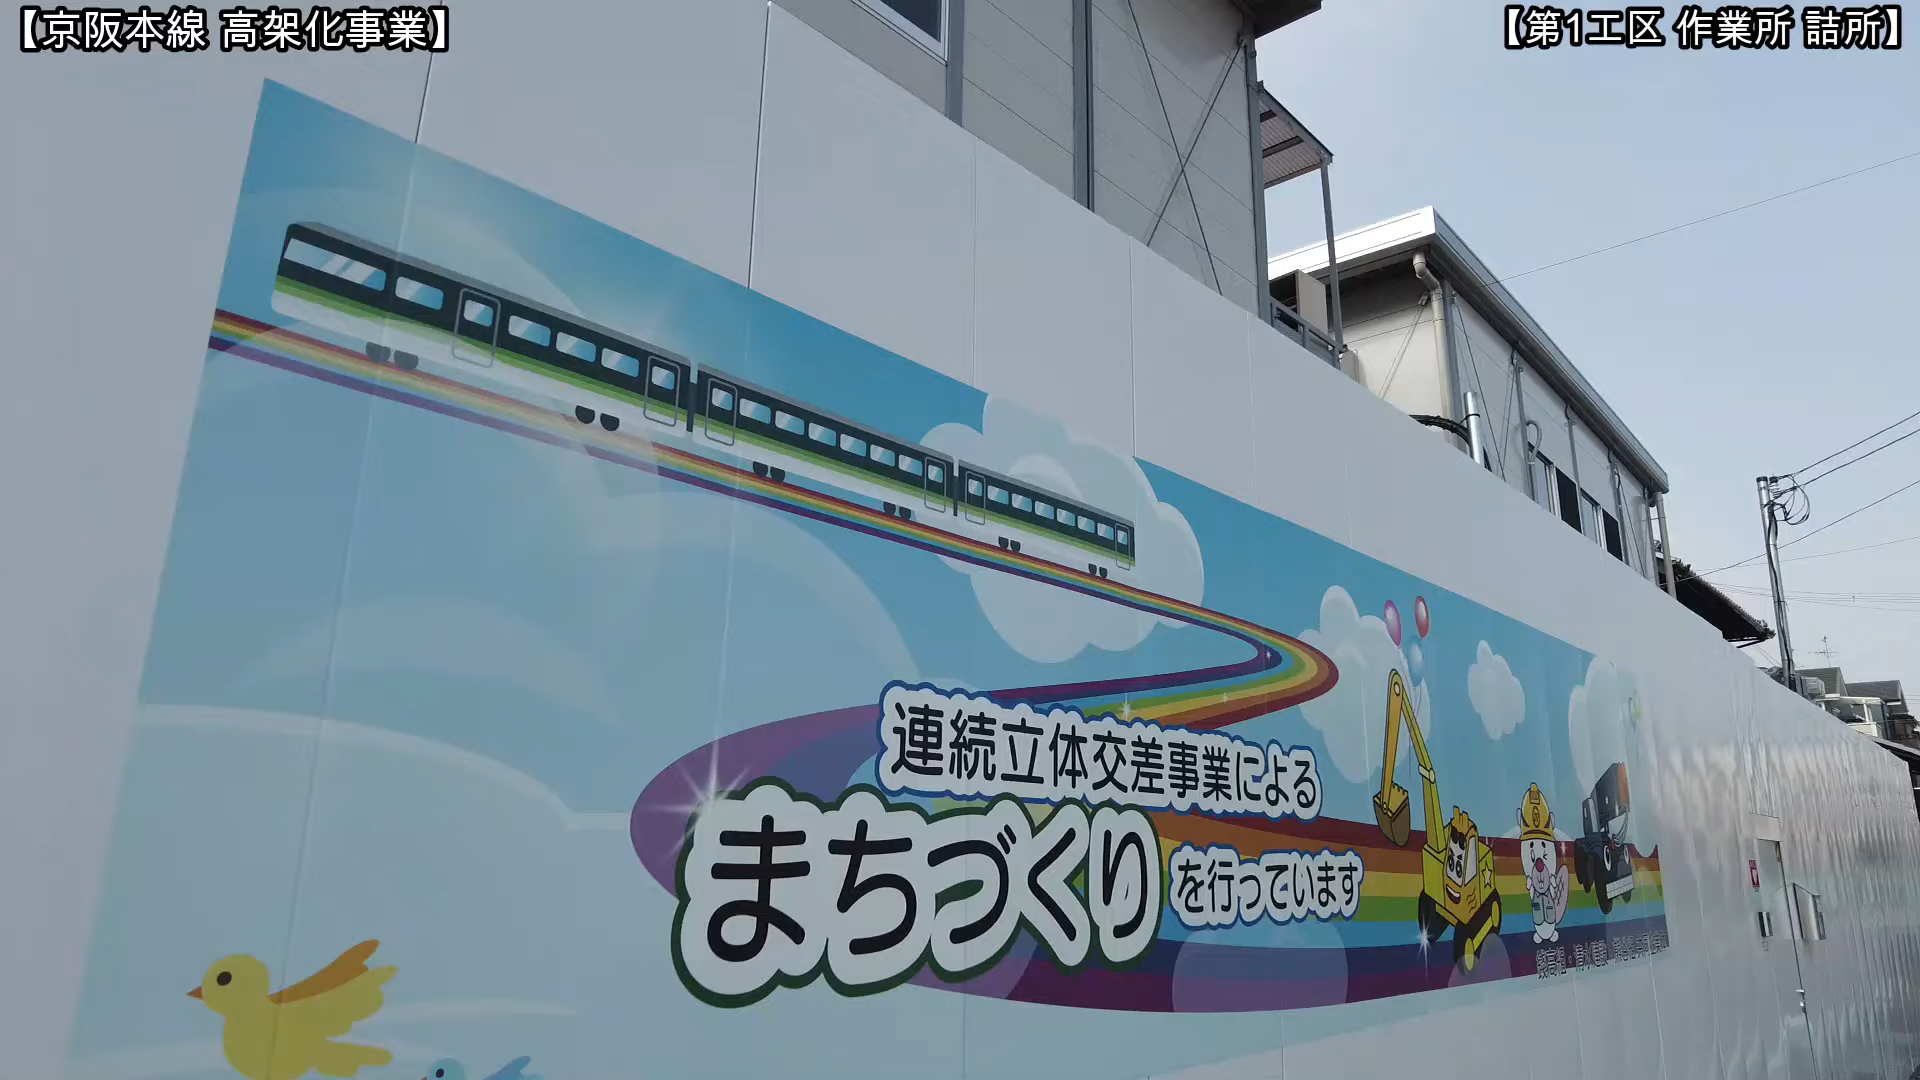 【京阪本線 高架化事業】
【第1工区 作業所 詰所】
連続立体交差事業による
まちづくり
を行っています